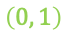 (0, 1)